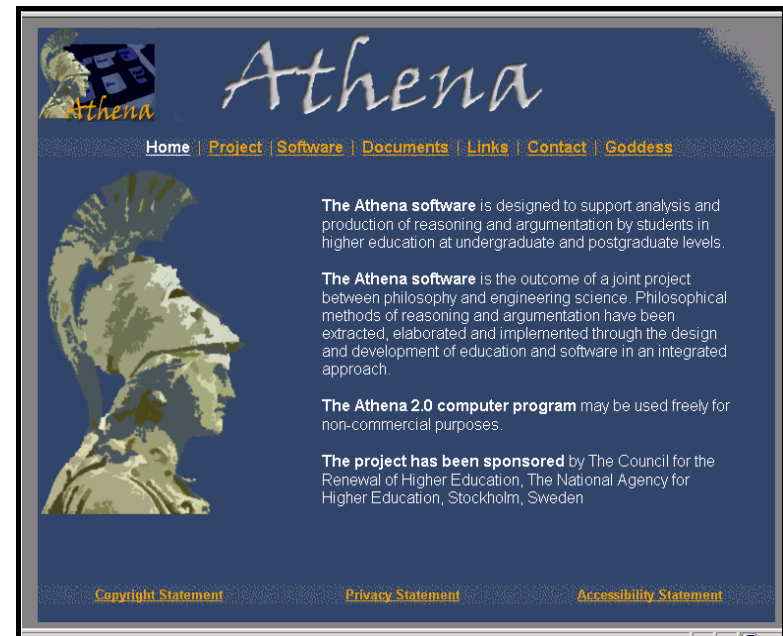 Athena
Athena
Home | Project | Software | Documents | Links | Contact | Goddess
The Athena software is designed to support analysis and
production of reasoning and argumentation by students in
higher education at undergraduate and postgraduate levels.
The Athena software is the outcome of a joint project
between philosophy and engineering science. Philosophical
methods of reasoning and argumentation have been
extracted, elaborated and implemented through the design
and development of education and software in an integrated
approach.
The Athena 2.0 computer program may be used freely for
non-commercial purposes.
The project has been sponsored by The Council for the
Renewal of Higher Education, The National Agency for
Higher Education, Stockholm, Sweden
Copyright Statement Privacy Statement Accessibility Statement